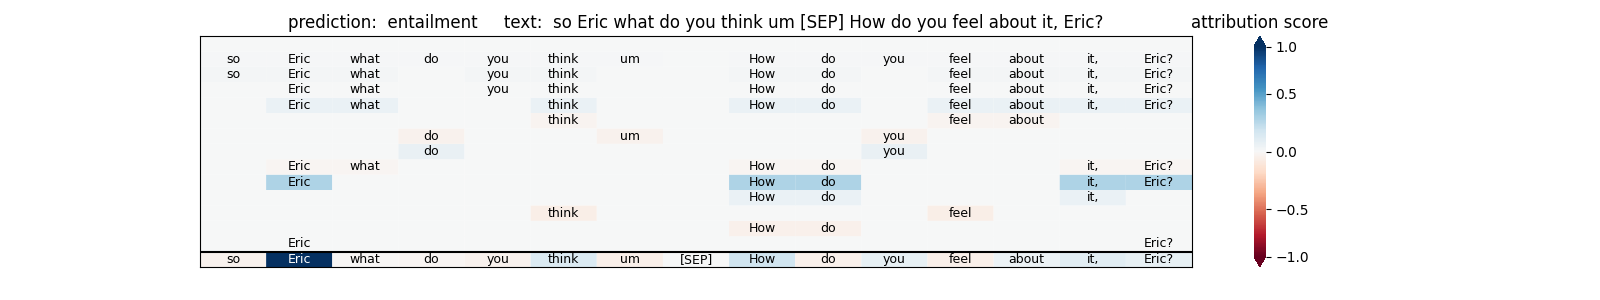 prediction: entailment text: so Eric what do you think um [SEP] How do you feel about it, Eric? attribution score
so Eric what do you think um How do you feel about it, Eric? 1.0
so Eric what you think How do feel about it, Eric?
Eric what you think How do feel about it, Eric?
Eric what think How do feel about it, Eric? 0.5
think feel about
do um you
do you 0.0
Eric what How do it, Eric?
Eric How do it, Eric?
How do it,
think feel −0.5
How do
Eric Eric?
so Eric what do you think um [SEP] How do you feel about it, Eric? −1.0